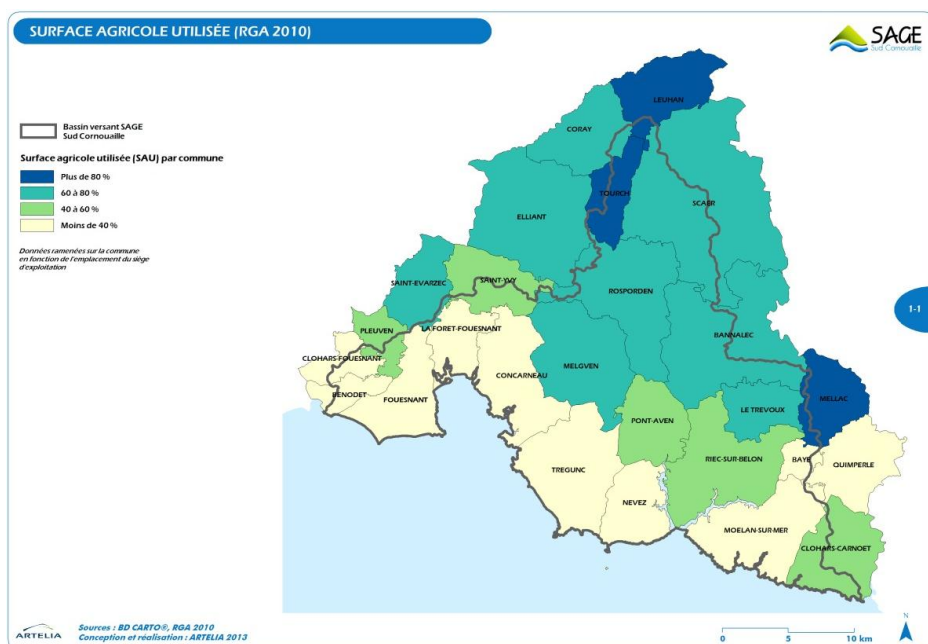 SURFACE AGRICOLE UTILISÉE (RGA 2010)
SAGE
Sud Cornouaille
Bassin versant SAGE
Sud Cornouaille
Surface agricole utilisée (SAU) par commune
Plus de 80 %
60 à 80 %
40 à 60 %
Moins de 40 %
Données ramenées sur la commune
en fonction de l'emplacement du siège
d'exploitation
LEUHAN
CORAY
TOURCH
SCAER
ELLIANT
SAINT-EVARZEC
SAINT-YVY
ROSPORDEN
1-1
PLEUVEN
LA FORET-FOUESNANT
BANNALEC
CLOHARS-FOUESNANT
MELGVEN
CONCARNEAU
BENODET
FOUESNANT
MELLAC
LE TREVOUX
PONT-AVEN
RIEC-SUR-BELON
BAYE
QUIMPERLE
TREGUNC
NEVEZ
MOELAN-SUR-MER
CLOHARS-CARNOET
ARTELIA
Sources : BD CARTO®, RGA 2010
Conception et réalisation : ARTELIA 2013
0 5 10 km
N